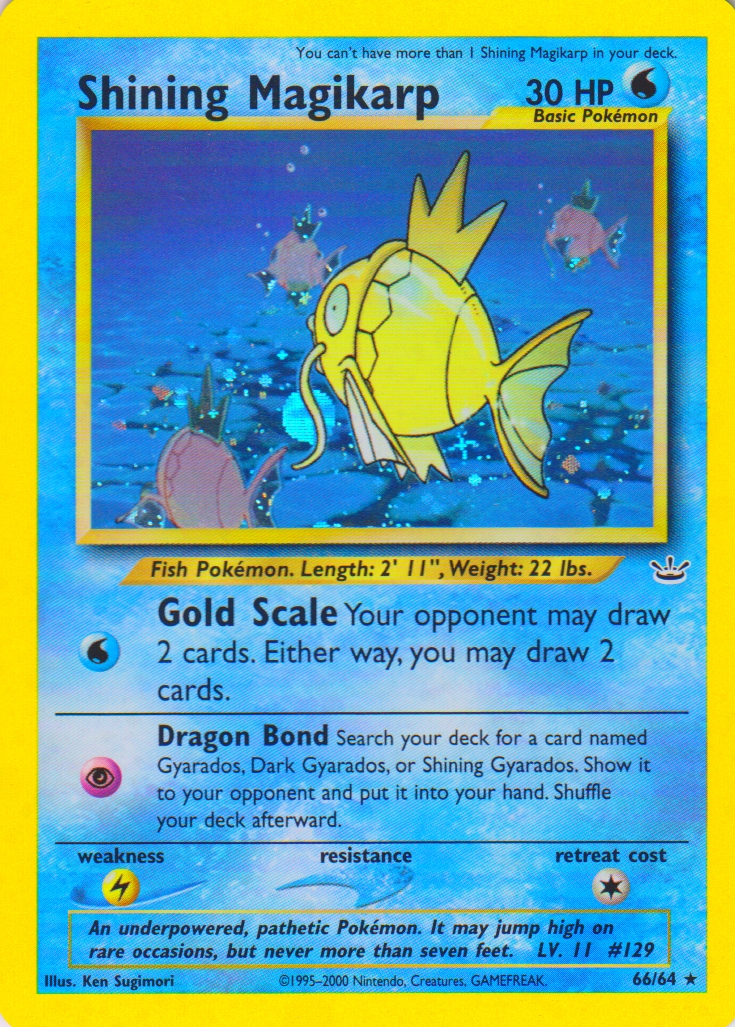 You can't have more than 1 Shining Magikarp in your deck.
Shining Magikarp 30 HP
Basic Pokémon
Fish Pokémon. Length: 2' 11", Weight: 22 lbs.
Gold Scale Your opponent may draw
2 cards. Either way, you may draw 2
cards.
Dragon Bond Search your deck for a card named
Gyarados, Dark Gyarados, or Shining Gyarados. Show it
to your opponent and put it into your hand. Shuffle
your deck afterward.
weakness resistance retreat cost
An underpowered, pathetic Pokémon. It may jump high on
rare occasions, but never more than seven feet. LV. 11 #129
Illus. Ken Sugimori ©1995–2000 Nintendo, Creatures, GAMEFREAK. 66/64 ★